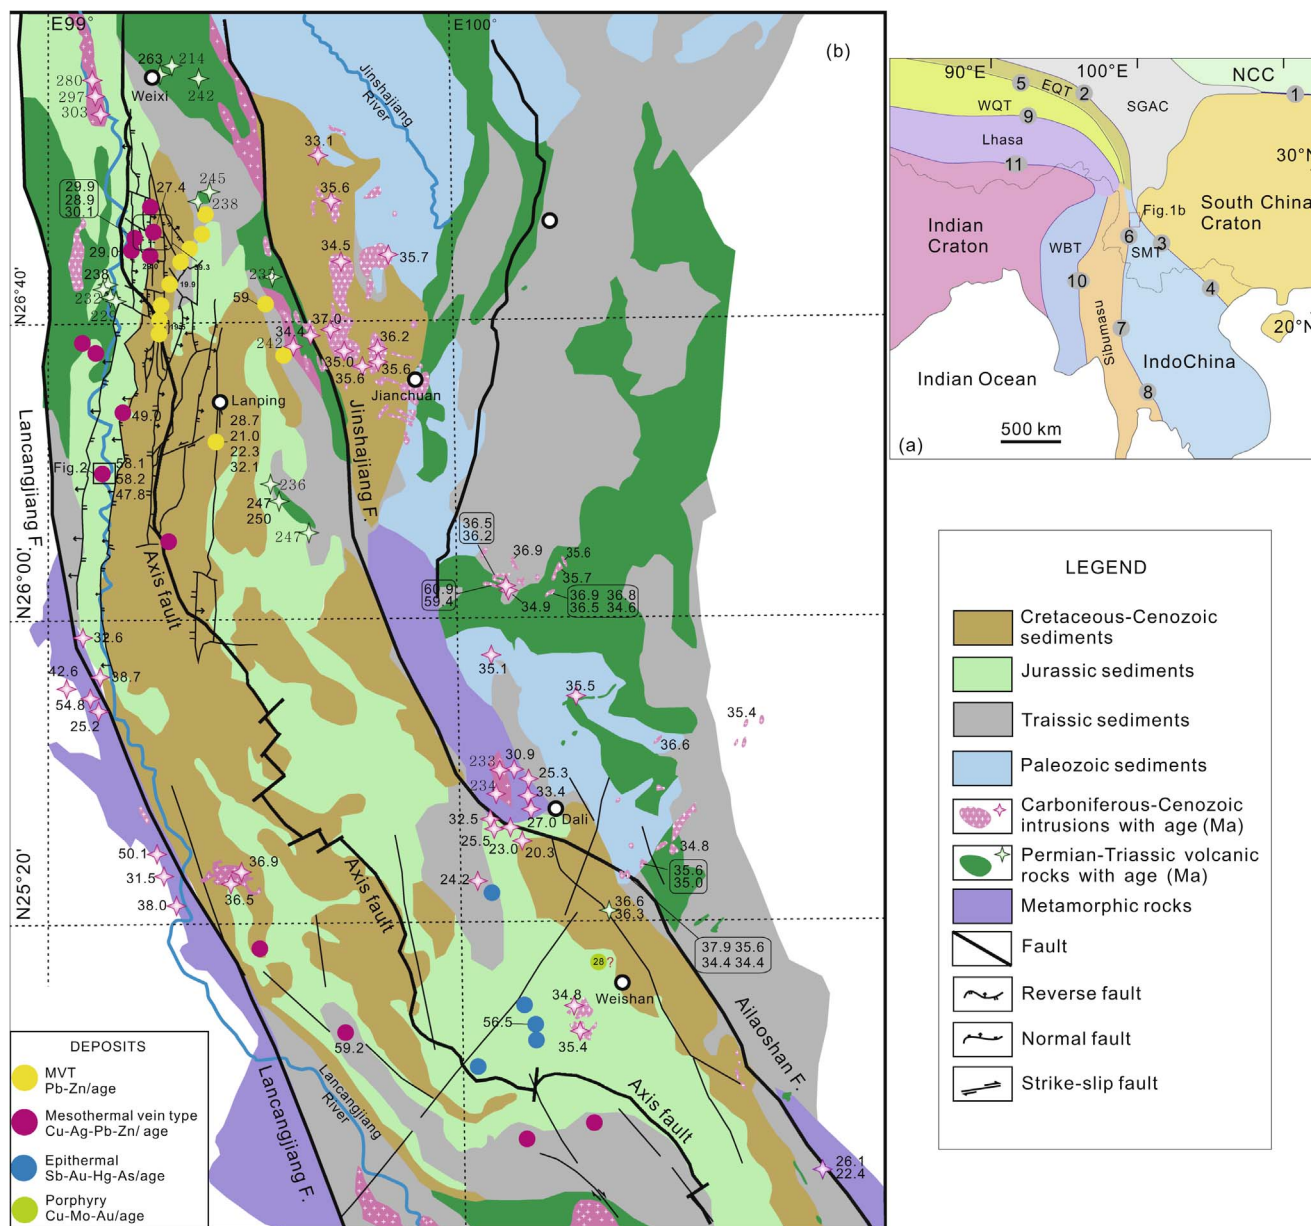 E99°
E100°
(b)
263
214
242
Weixi
280
297
303
Jinshajiang
River
33.1
29.9
28.9
30.1
27.4
245
238
35.6
34.5
35.7
29.0
19.9
238
232
229
59
N26°40'
37.0
34.4
242
36.2
35.0
35.6
35.6
Jianchuan
Lanping
49.0
28.7
21.0
22.3
32.1
Lancangjiang F.
Jinshajiang F.
Fig.2
58.1
58.2
47.8
236
247
250
247
36.5
36.2
36.9
35.6
35.7
60.9
59.4
34.9
36.9 36.8
36.5 34.6
N26°00'
Axis fault
32.6
42.6
38.7
54.8
25.2
35.1
35.5
35.4
36.6
233
30.9
234
25.3
33.4
32.5
27.0
Dali
25.5
23.0
20.3
50.1
31.5
38.0
36.9
36.5
24.2
34.8
35.6
35.0
N25°20'
Axis fault
36.6
36.3
37.9 35.6
34.4 34.4
28?
Weishan
34.8
56.5
35.4
59.2
Ailaoshan F.
Lancangjiang F.
Lancangjiang
River
Axis fault
26.1
22.4
DEPOSITS
MVT
Pb-Zn/age
Mesothermal vein type
Cu-Ag-Pb-Zn/ age
Epithermal
Sb-Au-Hg-As/age
Porphyry
Cu-Mo-Au/age
90°E
100°E
NCC
5
EQT
2
1
WQT
9
SGAC
Lhasa
11
30°N
Fig.1b
South China
Craton
Indian
Craton
WBT
6
SMT
3
10
4
Sibumasu
7
20°N
IndoChina
Indian Ocean
8
500 km
(a)
LEGEND
Cretaceous-Cenozoic
sediments
Jurassic sediments
Traissic sediments
Paleozoic sediments
Carboniferous-Cenozoic
intrusions with age (Ma)
Permian-Triassic volcanic
rocks with age (Ma)
Metamorphic rocks
Fault
Reverse fault
Normal fault
Strike-slip fault